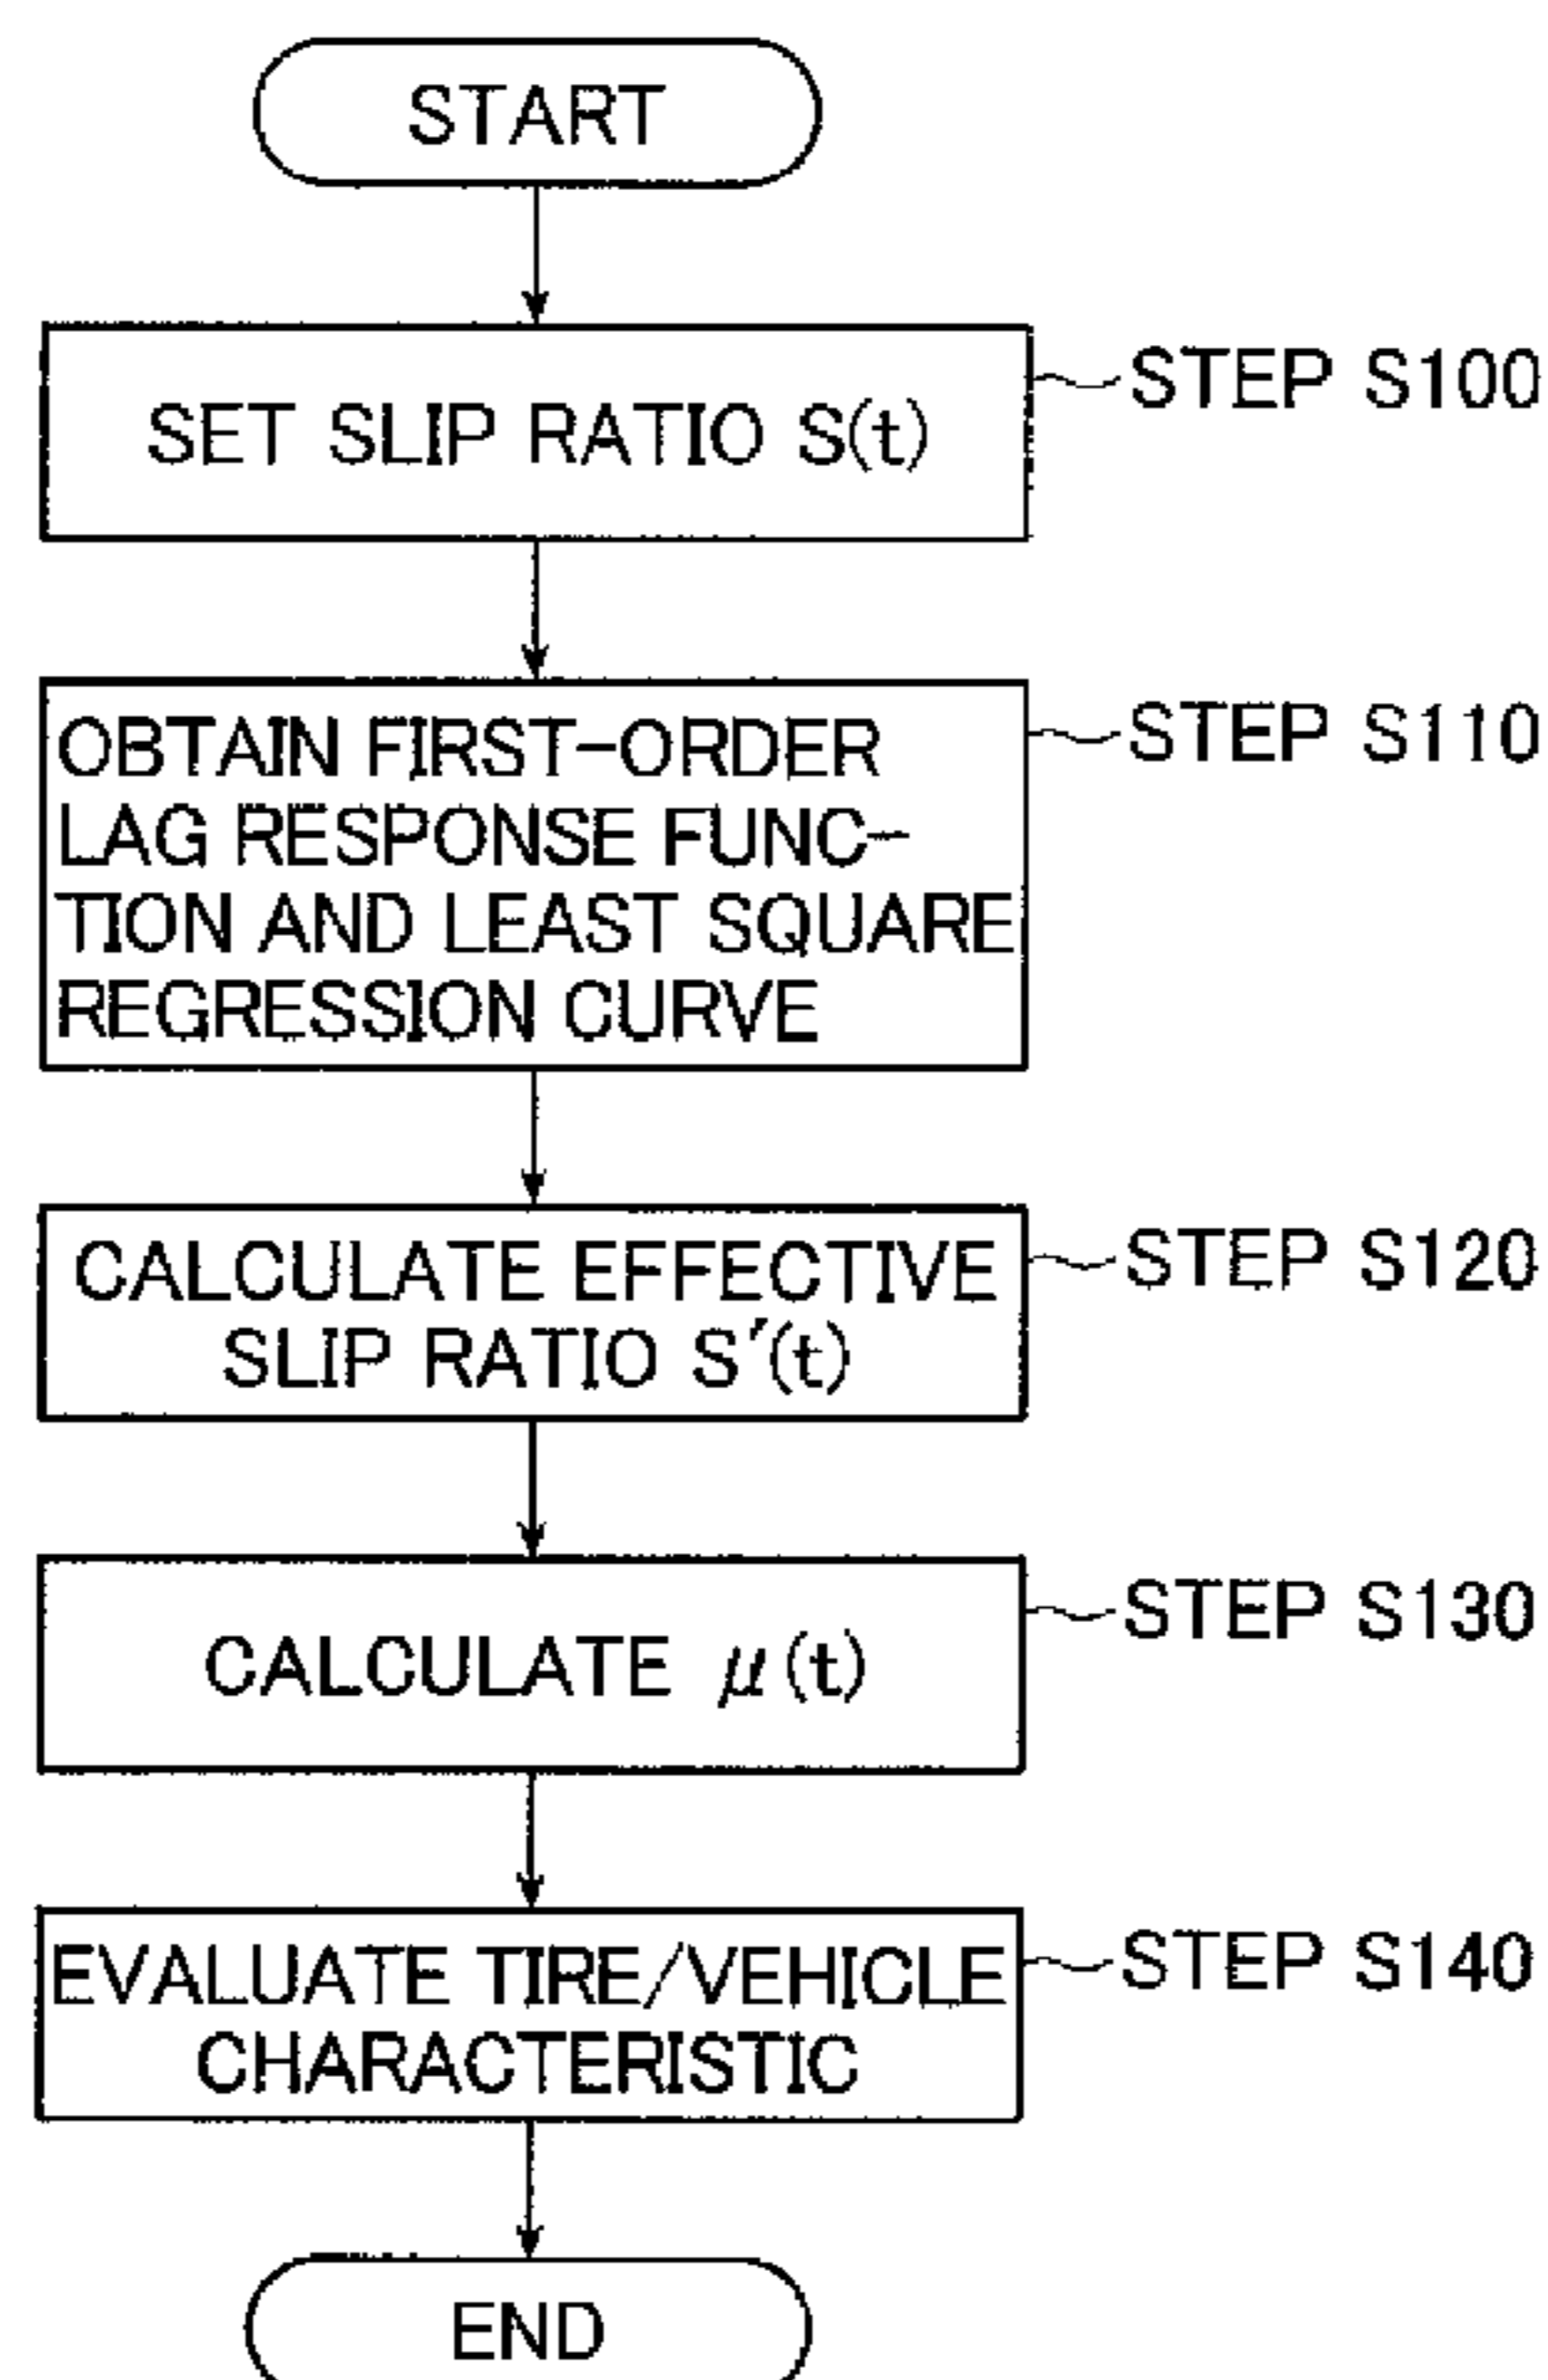 START
SET SLIP RATIO S(t)
STEP S100
OBTAIN FIRST-ORDER
LAG RESPONSE FUNC-
TION AND LEAST SQUARE
REGRESSION CURVE
STEP S110
CALCULATE EFFECTIVE
SLIP RATIO S′(t)
STEP S120
CALCULATE μ(t)
STEP S130
EVALUATE TIRE/VEHICLE
CHARACTERISTIC
STEP S140
END